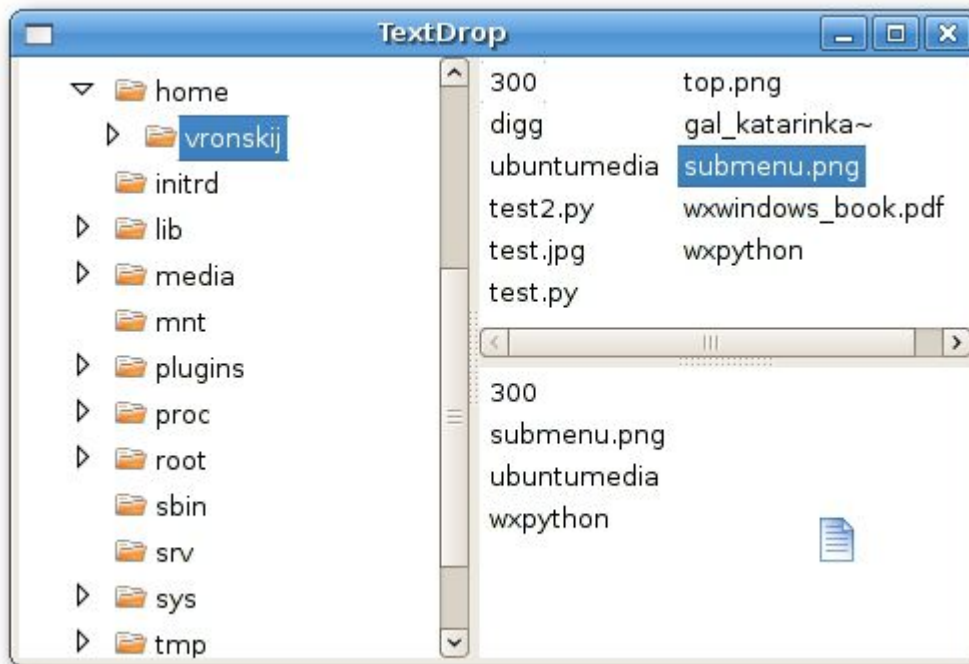 TextDrop
home
vronskij
initrd
lib
media
mnt
plugins
proc
root
sbin
srv
sys
tmp
300 top.png
digg gal_katarinka~
ubuntumedia submenu.png
test2.py wxwindows_book.pdf
test.jpg wxpython
test.py
300
submenu.png
ubuntumedia
wxpython